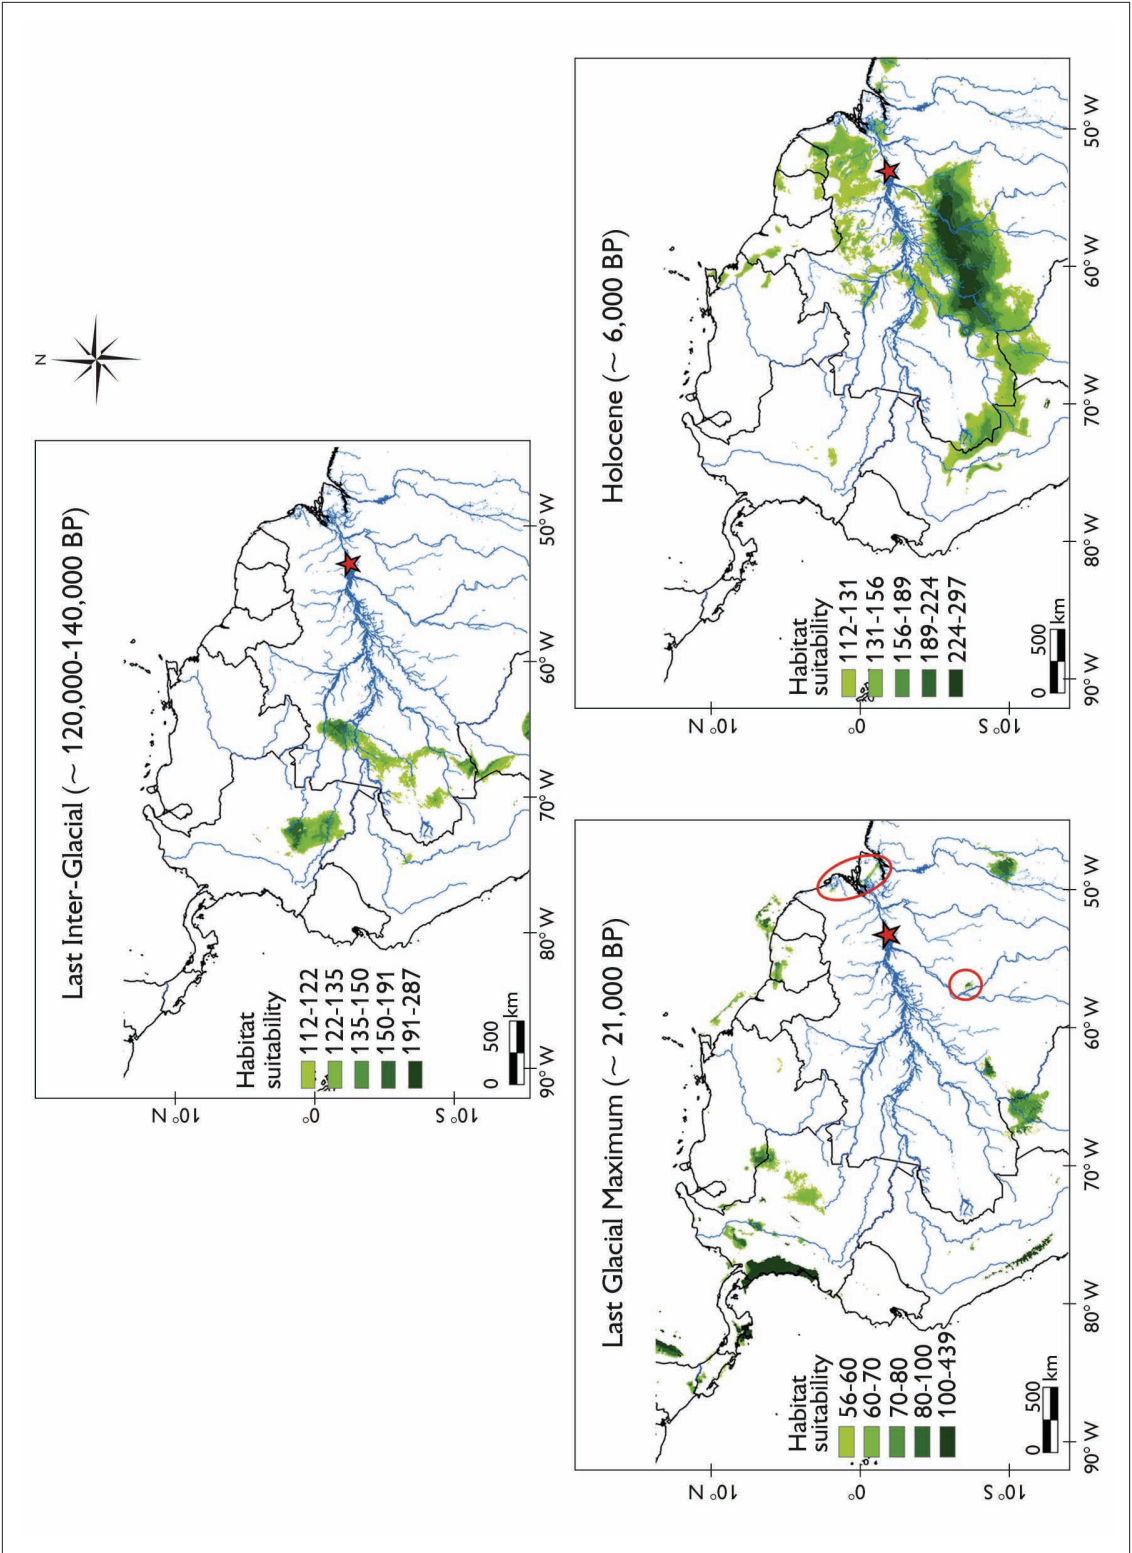 N
Last Inter-Glacial (~ 120,000-140,000 BP)
10° N
0°
10° S
Habitat
suitability
112-122
122-135
135-150
150-191
191-287
0 500
km
90° W 80° W 70° W 60° W 50° W
Last Glacial Maximum (~ 21,000 BP)
10° N
0°
10° S
Habitat
suitability
56-60
60-70
70-80
80-100
100-439
0 500
km
90° W 80° W 70° W 60° W 50° W
Holocene (~ 6,000 BP)
10° N
0°
10° S
Habitat
suitability
112-131
131-156
156-189
189-224
224-297
0 500
km
90° W 80° W 70° W 60° W 50° W